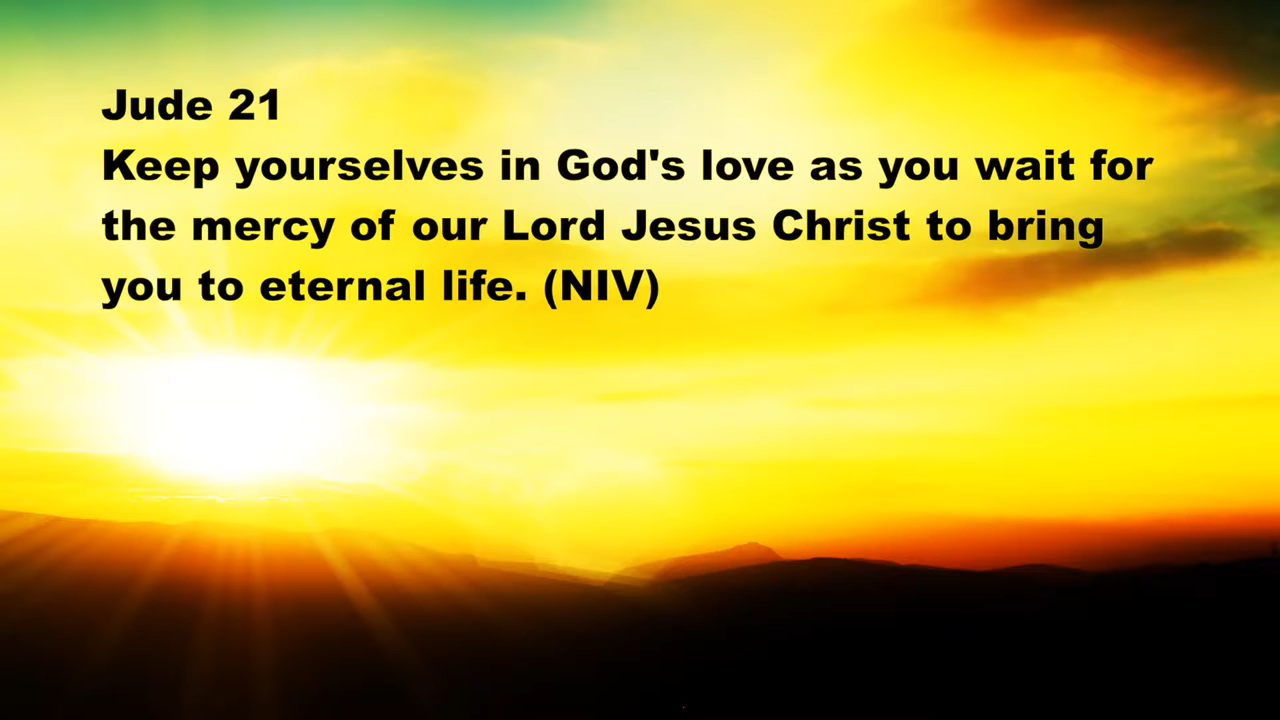 Jude 21
Keep yourselves in God's love as you wait for
the mercy of our Lord Jesus Christ to bring
you to eternal life. (NIV)